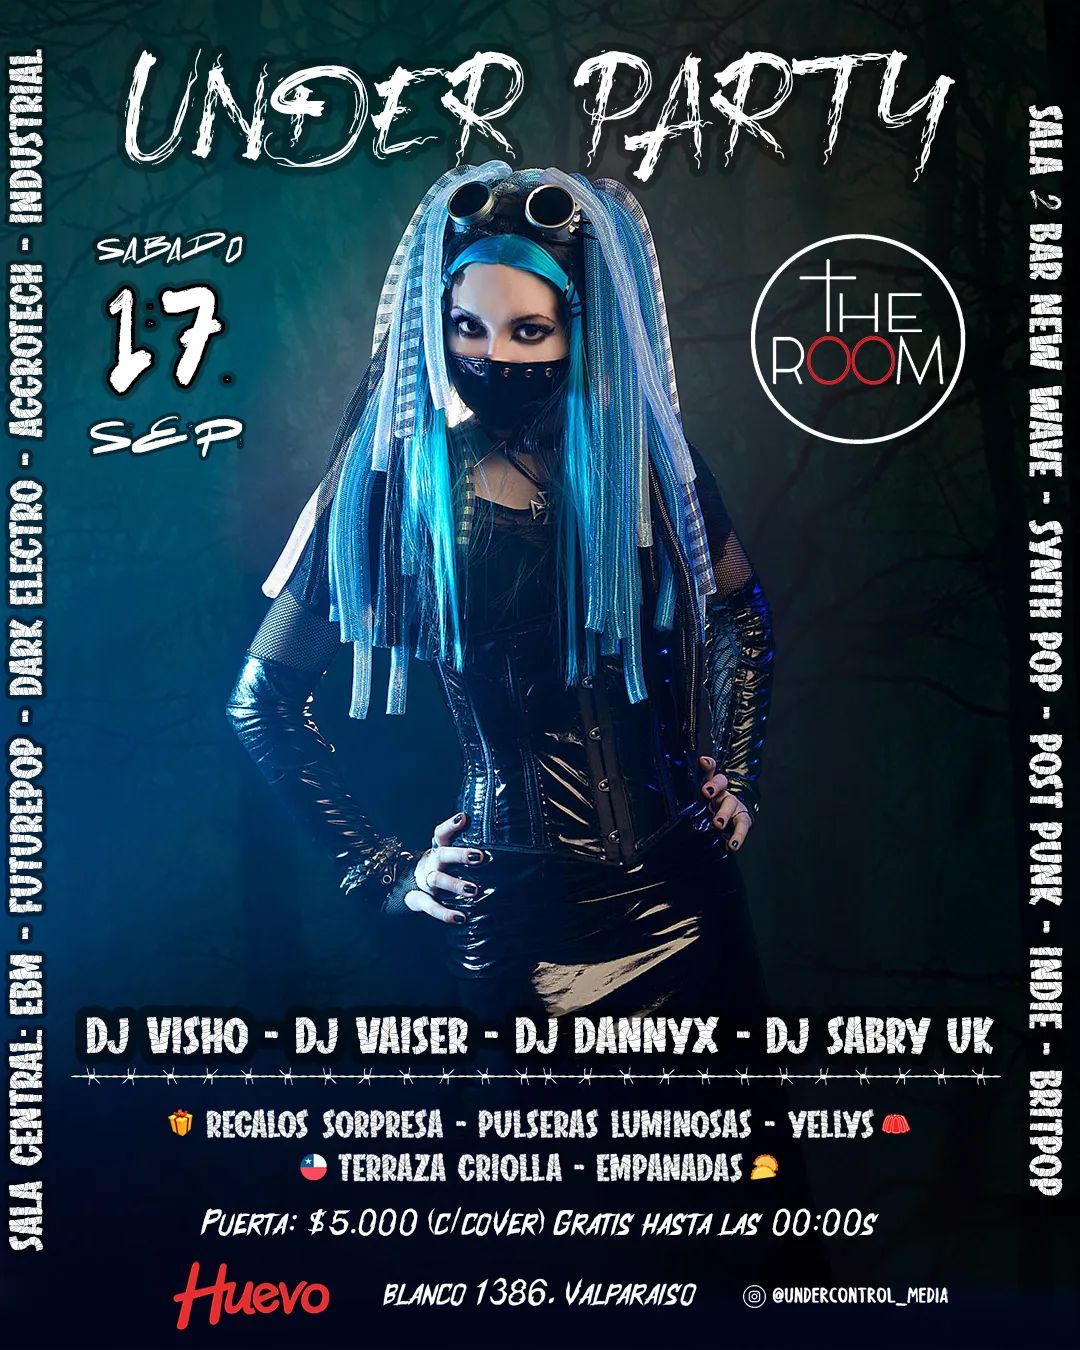 UNDER PARTY
SABADO
17
SEP
THE
ROOM
SALA CENTRAL: EBM - FUTUREPOP - DARK ELECTRO - AGGROTECH - INDUSTRIAL
SALA 2 BAR NEW WAVE - SYNTH POP - POST PUNK - INDIE - BRITPOP
DJ VISHO - DJ VAISER - DJ DANNYX - DJ SABRY UK
🎁 REGALOS SORPRESA - PULSERAS LUMINOSAS - YELLYS
🇨🇱 TERRAZA CRIOLLA - EMPANADAS 🥟
PUERTA: $5.000 (C/COVER) GRATIS HASTA LAS 00:00S
Huevo
BLANCO 1386. VALPARAISO
@UNDERCONTROL_MEDIA